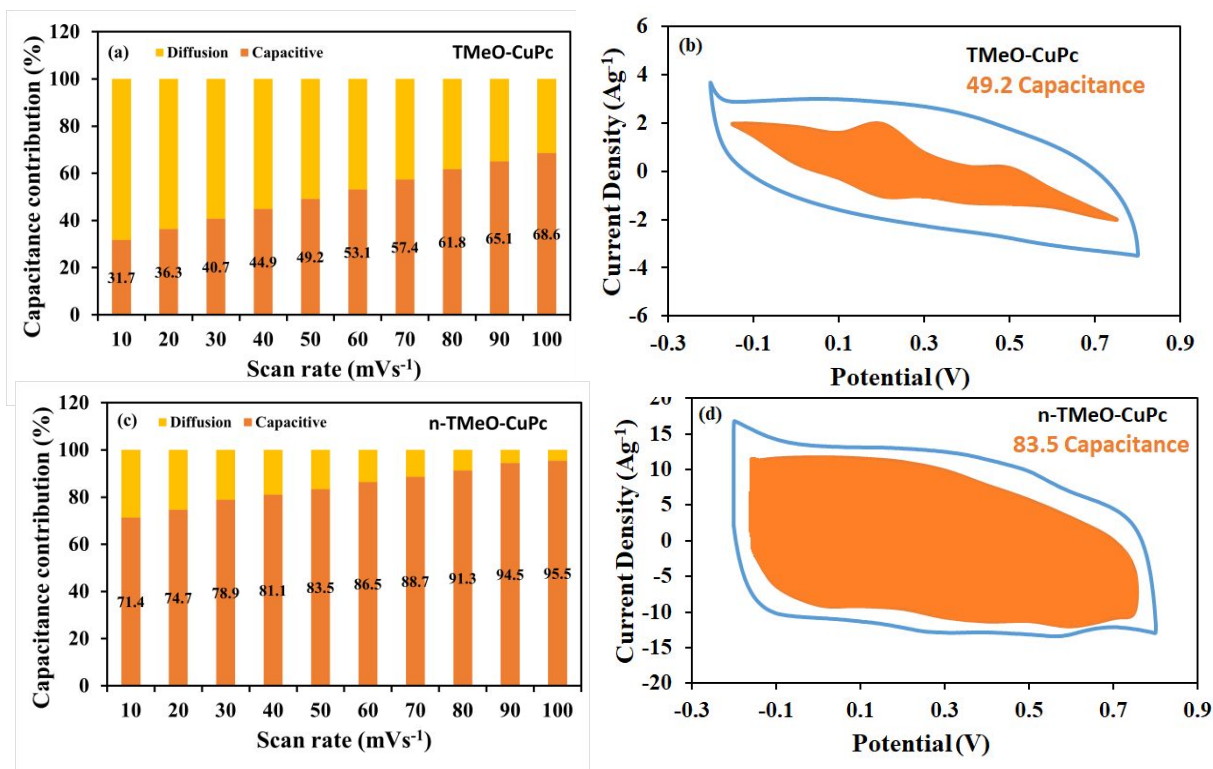 120
100
80
60
40
20
0
Capacitance contribution (%)
(a)
Diffusion
Capacitive
TMeO-CuPc
31.7
36.3
40.7
44.9
49.2
53.1
57.4
61.8
65.1
68.6
10 20 30 40 50 60 70 80 90 100
Scan rate (mVs⁻¹)
6
4
2
0
-2
-4
-6
Current Density (Ag⁻¹)
(b)
TMeO-CuPc
49.2 Capacitance
-0.3 -0.1 0.1 0.3 0.5 0.7 0.9
Potential (V)
120
100
80
60
40
20
0
Capacitance contribution (%)
(c)
Diffusion
Capacitive
n-TMeO-CuPc
71.4
74.7
78.9
81.1
83.5
86.5
88.7
91.3
94.5
95.5
10 20 30 40 50 60 70 80 90 100
Scan rate (mVs⁻¹)
20
15
10
5
0
-5
-10
-15
-20
Current Density (Ag⁻¹)
(d)
n-TMeO-CuPc
83.5 Capacitance
-0.3 -0.1 0.1 0.3 0.5 0.7 0.9
Potential (V)